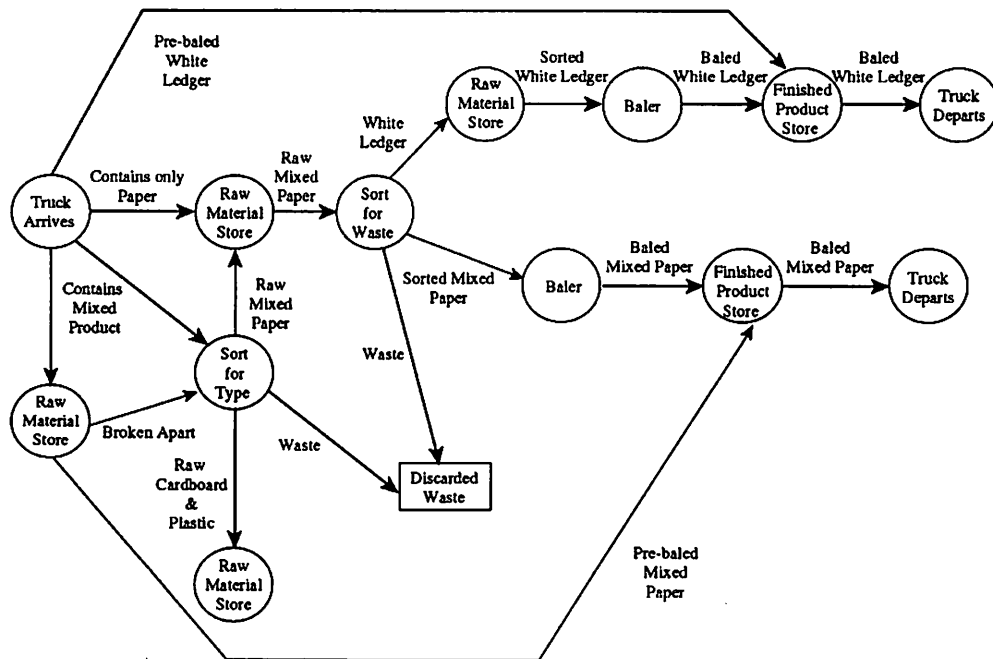 Pre-baled
White
Ledger
Sorted
White Ledger
Baled
White Ledger
Baled
White Ledger
Raw
Material
Store
Baler
Finished
Product
Store
Truck
Departs
White
Ledger
Contains only
Paper
Raw
Mixed
Paper
Truck
Arrives
Raw
Material
Store
Sort
for
Waste
Baled
Mixed Paper
Baled
Mixed Paper
Sorted Mixed
Paper
Baler
Finished
Product
Store
Truck
Departs
Contains
Mixed
Product
Raw
Mixed
Paper
Sort
for
Type
Waste
Raw
Material
Store
Broken Apart
Waste
Raw
Cardboard
&
Plastic
Discarded
Waste
Raw
Material
Store
Pre-baled
Mixed
Paper